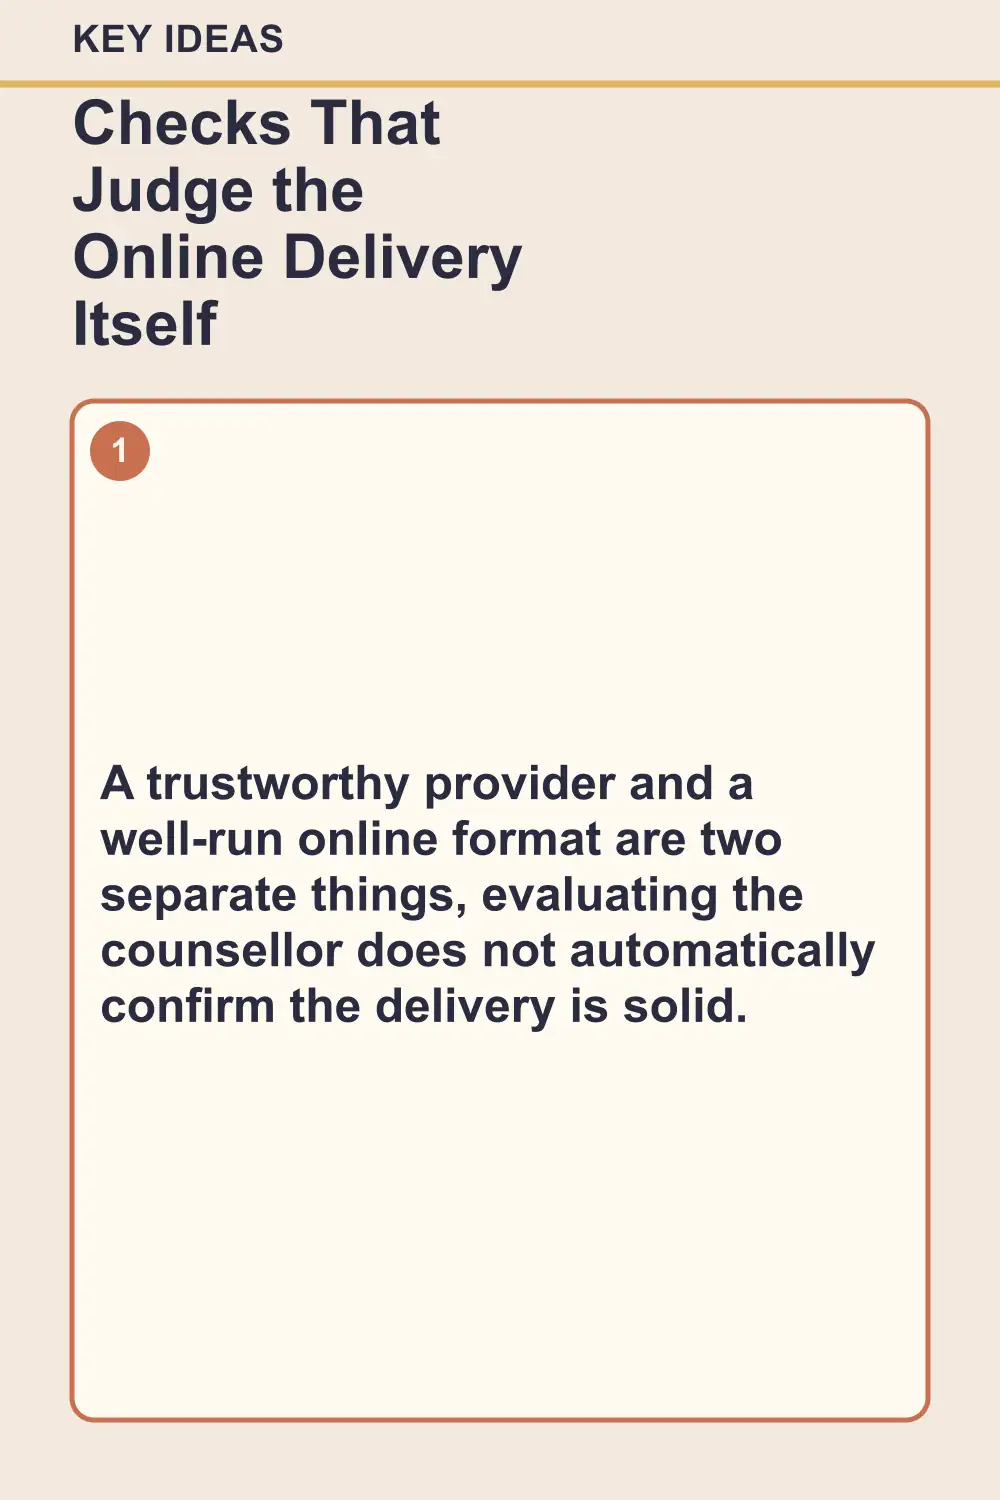 KEY IDEAS
Checks That
Judge the
Online Delivery
Itself
1
A trustworthy provider and a
well-run online format are two
separate things, evaluating the
counsellor does not automatically
confirm the delivery is solid.